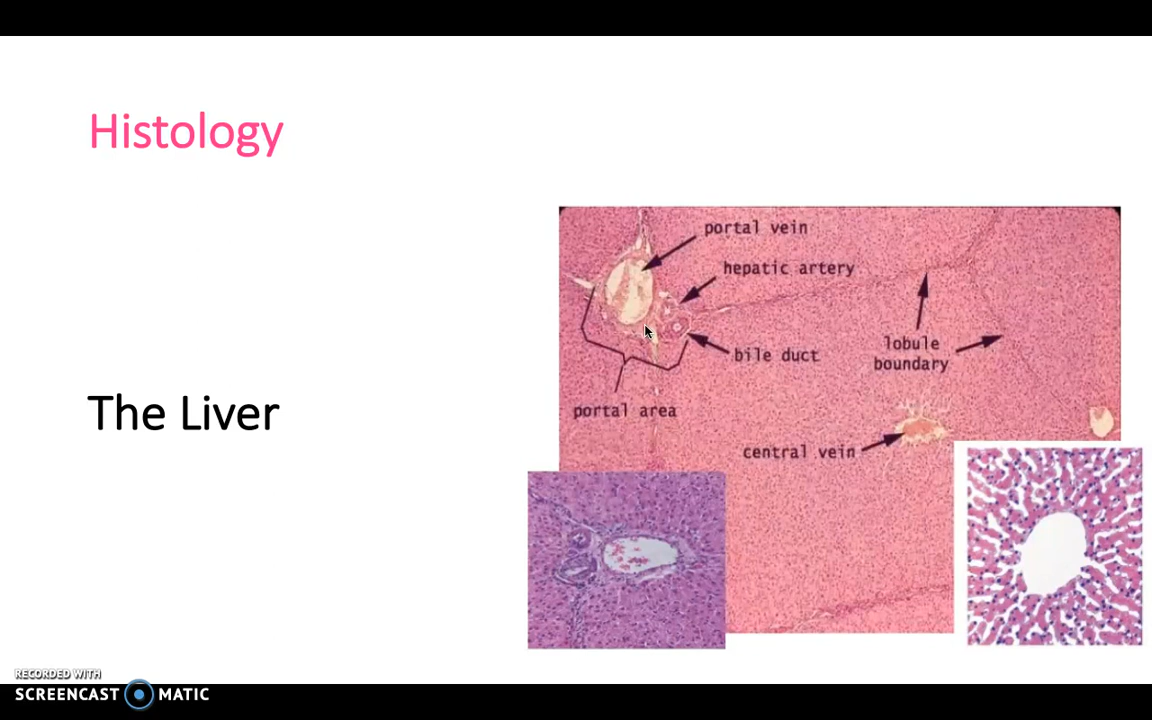 Histology
The Liver
portal vein
hepatic artery
bile duct
portal area
lobule
boundary
central vein
RECORDED WITH
SCREENCAST MATIC